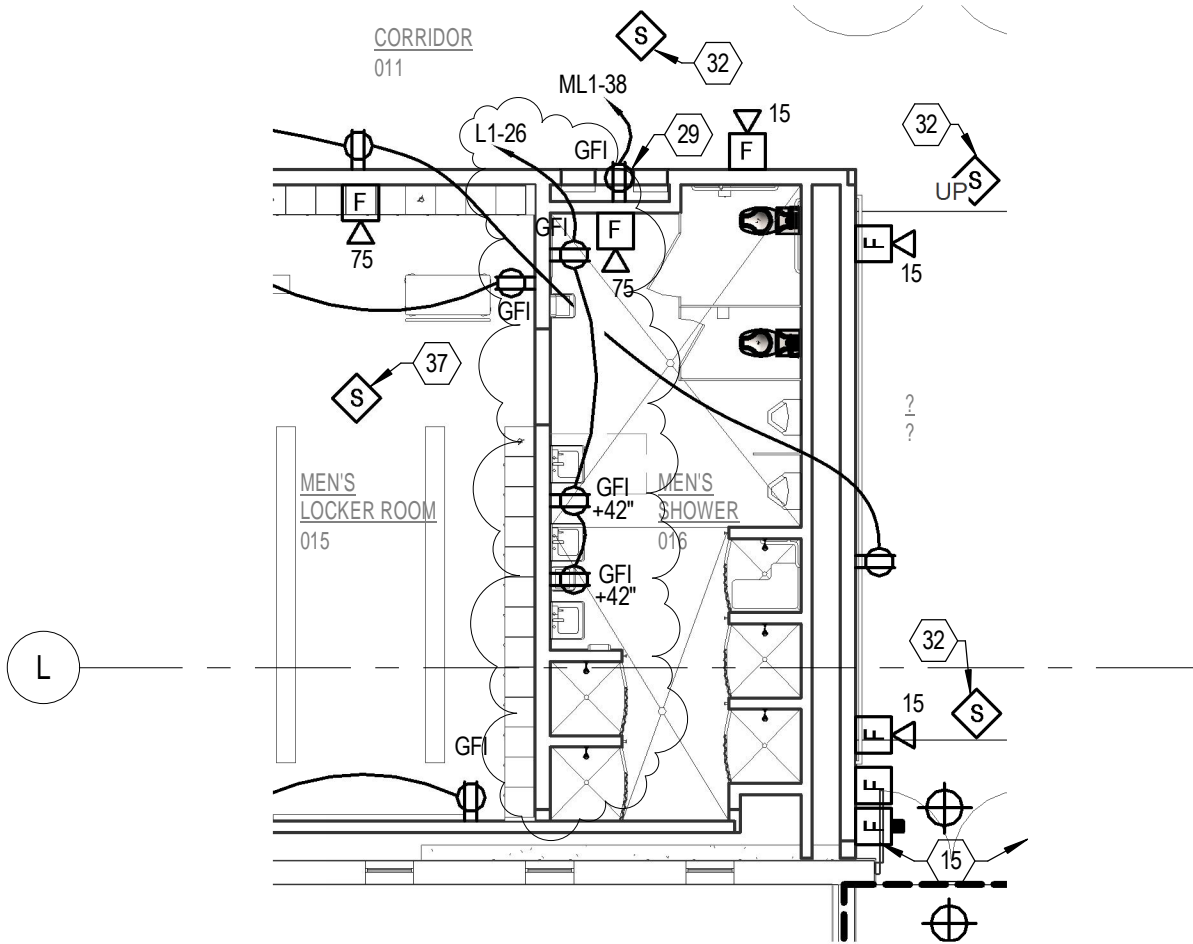 CORRIDOR
011
S
32
ML1-38
15
L1-26
GFI
29
F
32
S
UP
F
75
GFI
F
75
F
15
GFI
37
S
?
?
MEN'S
LOCKER ROOM
015
GFI
+42"
MEN'S
SHOWER
016
GFI
+42"
L
32
S
15
F
GFI
F
F
15